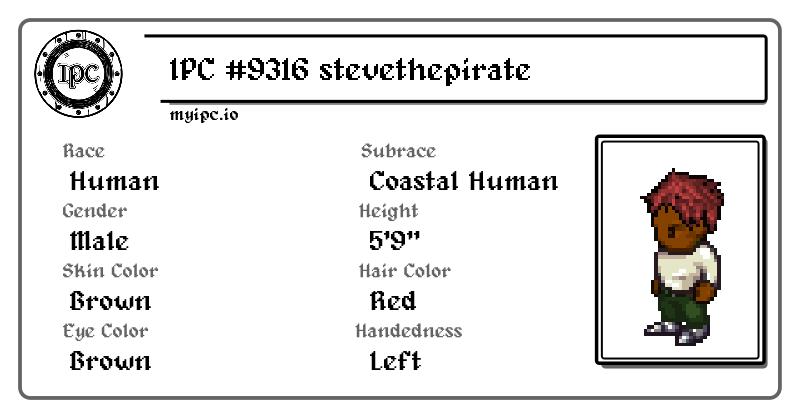 IPC
IPC #9316 stevethepirate
myipc.io
Race
Human
Subrace
Coastal Human
Gender
Male
Height
5'9"
Skin Color
Brown
Hair Color
Red
Eye Color
Brown
Handedness
Left